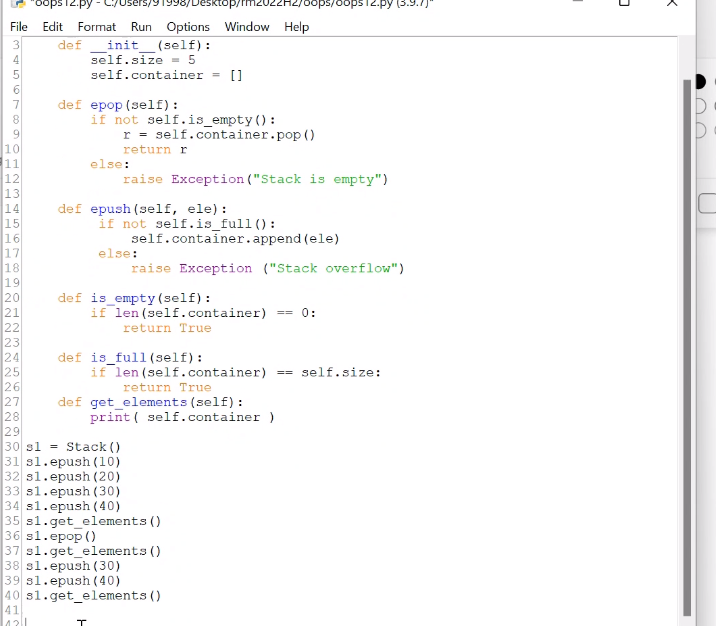 *oops12.py - C:/Users/91998/Desktop/rm2022H2/oops/oops12.py (3.9.7)*
File Edit Format Run Options Window Help
3 def __init__(self):
4 self.size = 5
5 self.container = []
6
7 def epop(self):
8 if not self.is_empty():
9 r = self.container.pop()
10 return r
11 else:
12 raise Exception("Stack is empty")
13
14 def epush(self, ele):
15 if not self.is_full():
16 self.container.append(ele)
17 else:
18 raise Exception ("Stack overflow")
19
20 def is_empty(self):
21 if len(self.container) == 0:
22 return True
23
24 def is_full(self):
25 if len(self.container) == self.size:
26 return True
27 def get_elements(self):
28 print( self.container )
29
30 s1 = Stack()
31 s1.epush(10)
32 s1.epush(20)
33 s1.epush(30)
34 s1.epush(40)
35 s1.get_elements()
36 s1.epop()
37 s1.get_elements()
38 s1.epush(30)
39 s1.epush(40)
40 s1.get_elements()
41
42